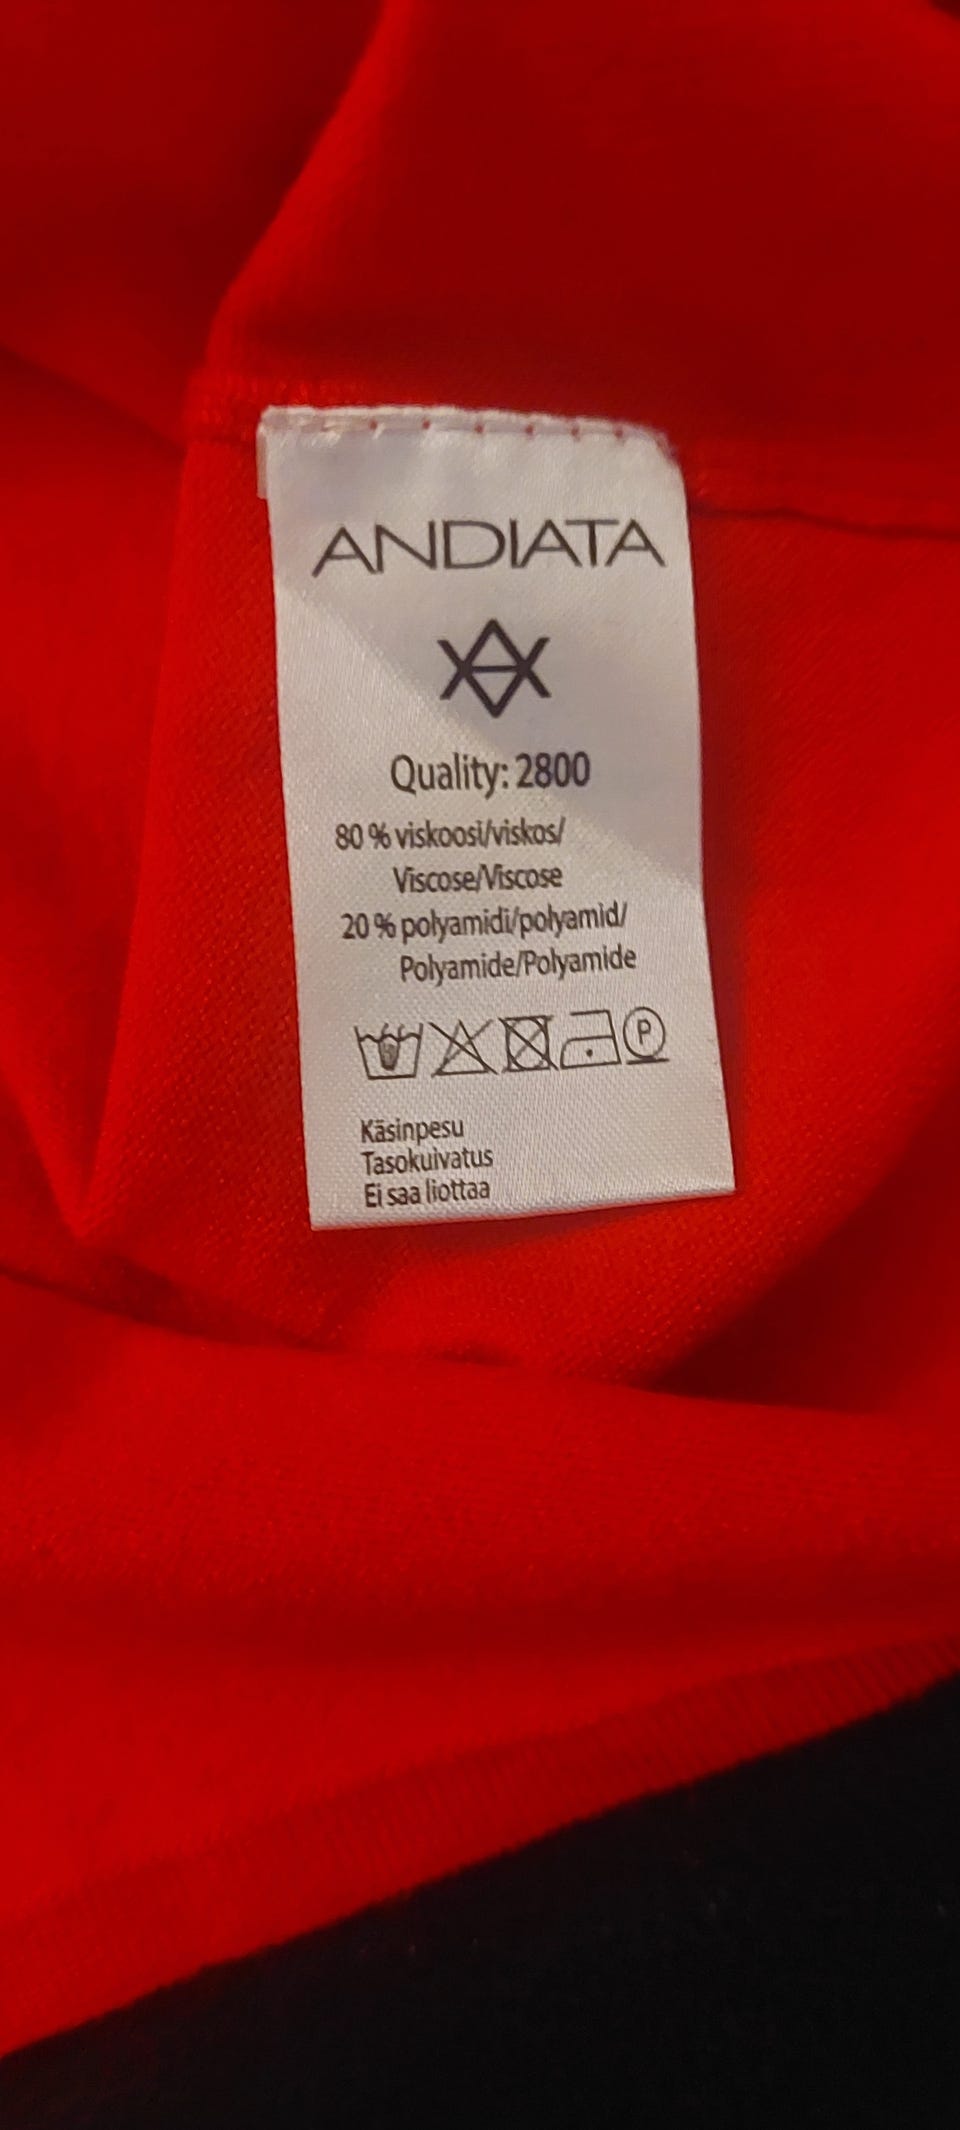 ANDIATA
Quality: 2800
80 % viskoosi/viskos/
Viscose/Viscose
20 % polyamidi/polyamid/
Polyamide/Polyamide
P
Käsinpesu
Tasokuivatus
Ei saa liottaa